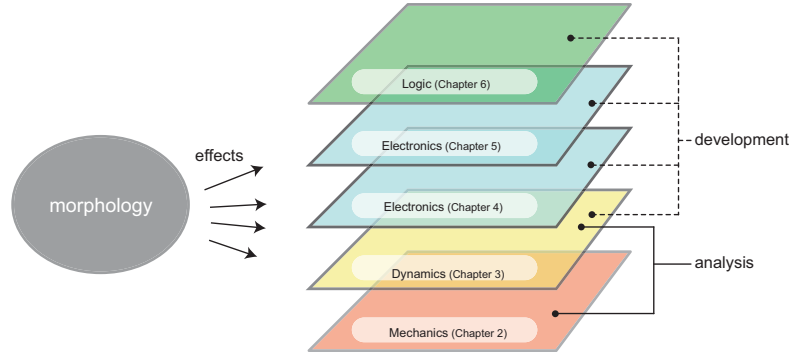 morphology
effects
Logic (Chapter 6)
Electronics (Chapter 5)
Electronics (Chapter 4)
Dynamics (Chapter 3)
Mechanics (Chapter 2)
development
analysis